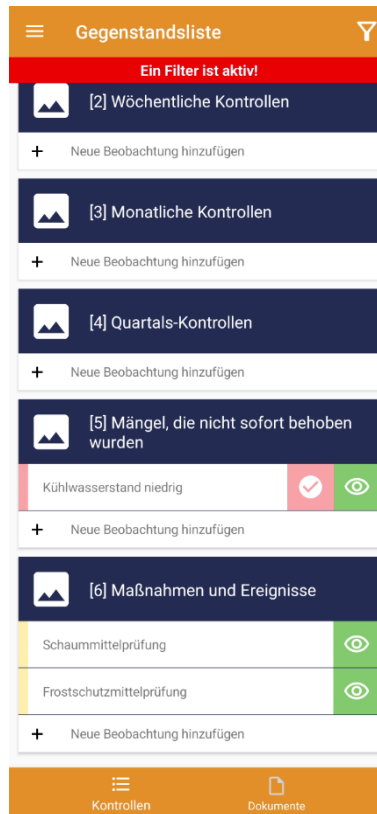 Gegenstandsliste
Ein Filter ist aktiv!
[2] Wöchentliche Kontrollen
+ Neue Beobachtung hinzufügen
[3] Monatliche Kontrollen
+ Neue Beobachtung hinzufügen
[4] Quartals-Kontrollen
+ Neue Beobachtung hinzufügen
[5] Mängel, die nicht sofort behoben
wurden
Kühlwasserstand niedrig
+ Neue Beobachtung hinzufügen
[6] Maßnahmen und Ereignisse
Schaummittelprüfung
Frostschutzmittelprüfung
+ Neue Beobachtung hinzufügen
Kontrollen
Dokumente